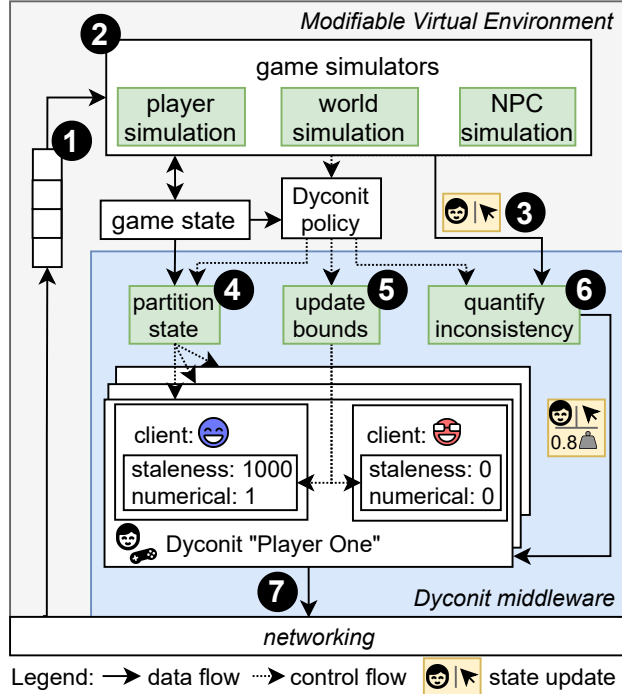 Modifiable Virtual Environment
2
game simulators
player
simulation
world
simulation
NPC
simulation
1
game state
Dyconit
policy
3
partition
state
4
update
bounds
5
quantify
inconsistency
6
client:
staleness: 1000
numerical: 1
client:
staleness: 0
numerical: 0
0.8
Dyconit "Player One"
7
Dyconit middleware
networking
Legend: data flow control flow state update